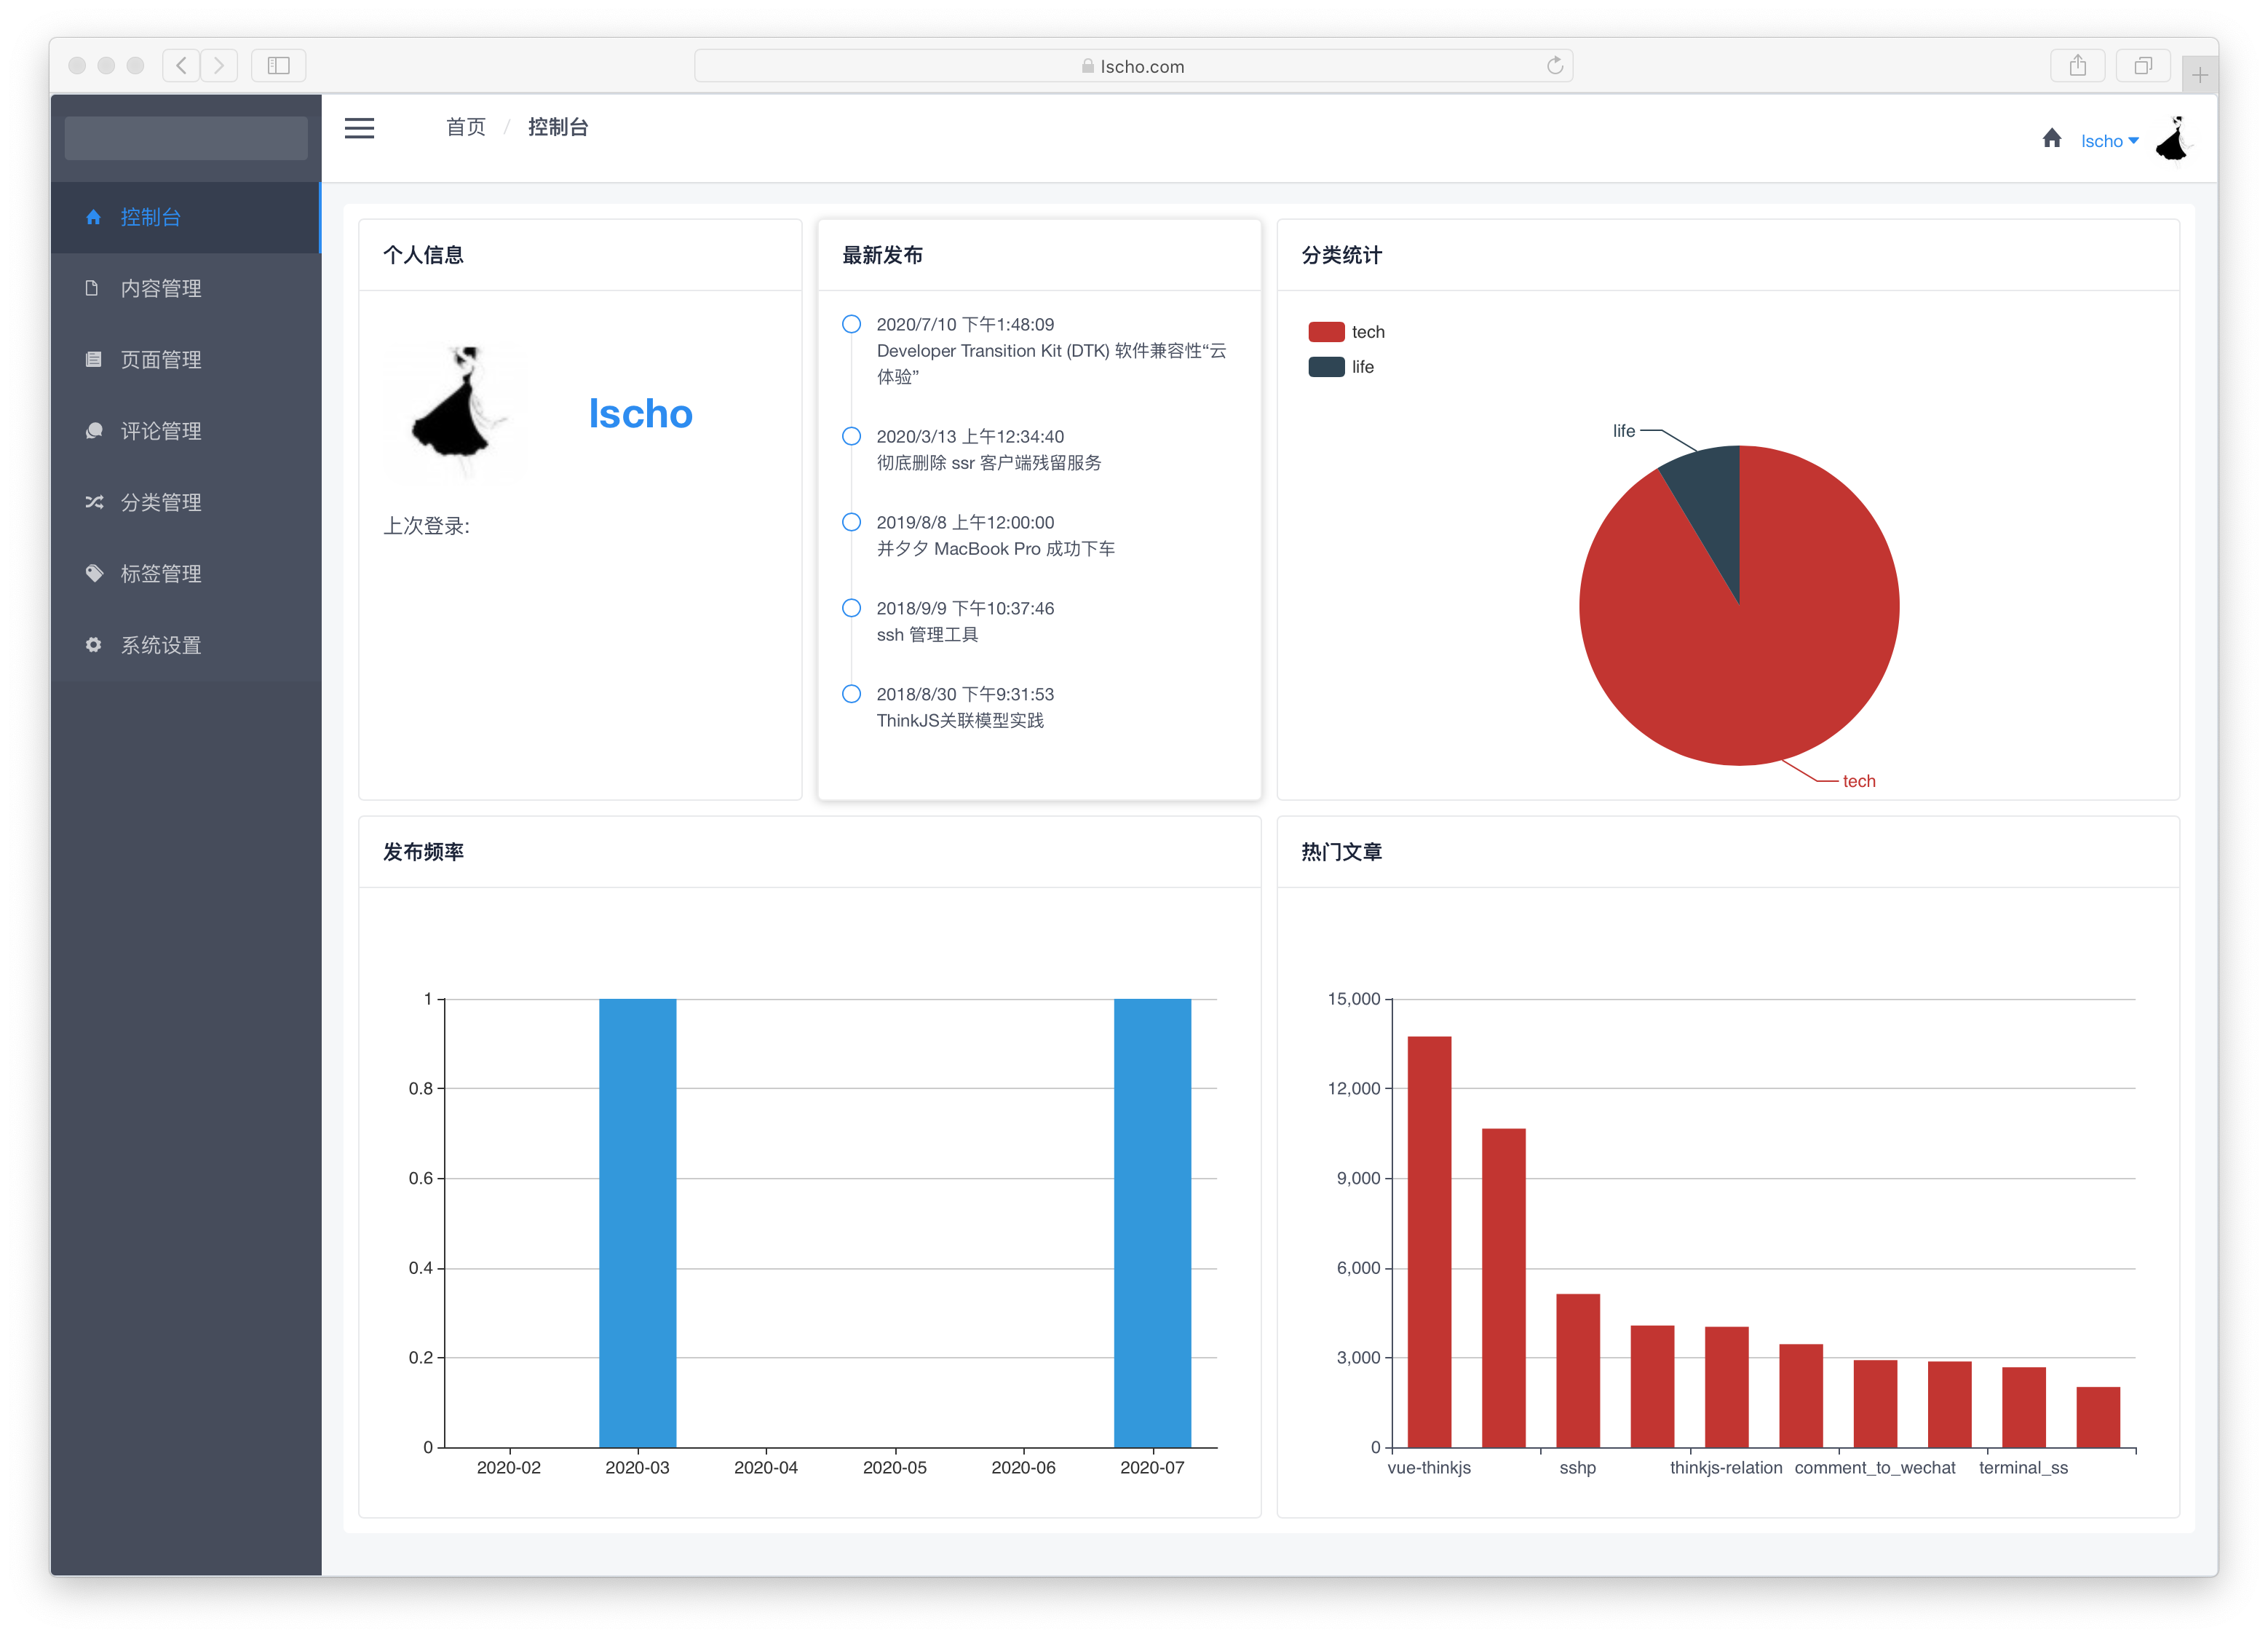 lscho.com
首页 / 控制台
lscho
控制台
内容管理
页面管理
评论管理
分类管理
标签管理
系统设置
个人信息
lscho
上次登录:
最新发布
2020/7/10 下午1:48:09
Developer Transition Kit (DTK) 软件兼容性“云
体验”
2020/3/13 上午12:34:40
彻底删除 ssr 客户端残留服务
2019/8/8 上午12:00:00
并夕夕 MacBook Pro 成功下车
2018/9/9 下午10:37:46
ssh 管理工具
2018/8/30 下午9:31:53
ThinkJS关联模型实践
分类统计
tech
life
life
tech
发布频率
1
0.8
0.6
0.4
0.2
0
2020-02 2020-03 2020-04 2020-05 2020-06 2020-07
热门文章
15,000
12,000
9,000
6,000
3,000
0
vue-thinkjs sshp thinkjs-relation comment_to_wechat terminal_ss